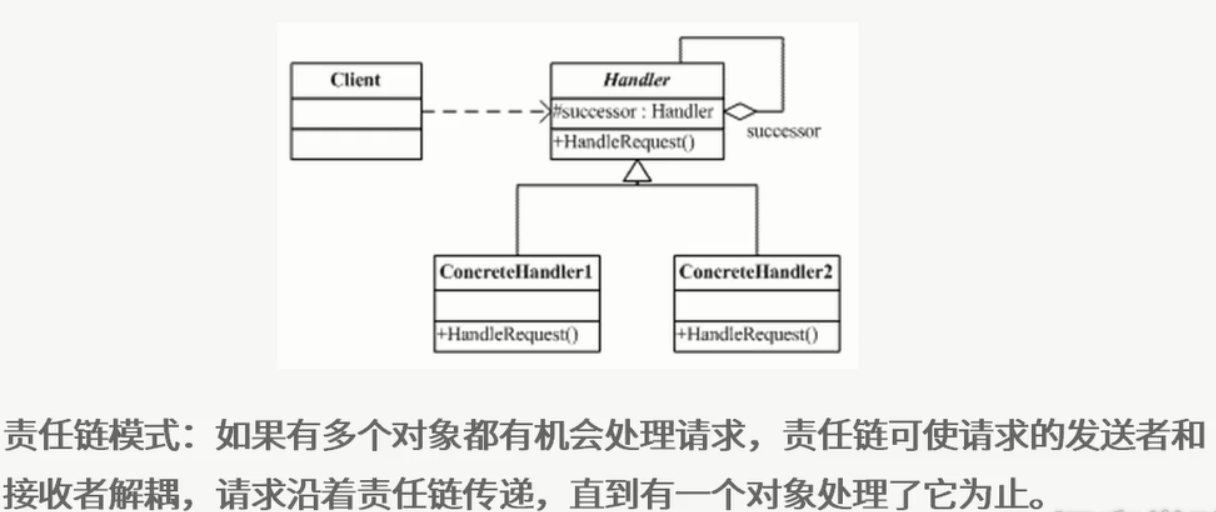 Client
Handler
#successor : Handler
+HandleRequest()
successor
ConcreteHandler1
+HandleRequest()
ConcreteHandler2
+HandleRequest()
责任链模式：如果有多个对象都有机会处理请求，责任链可使请求的发送者和
接收者解耦，请求沿着责任链传递，直到有一个对象处理了它为止。